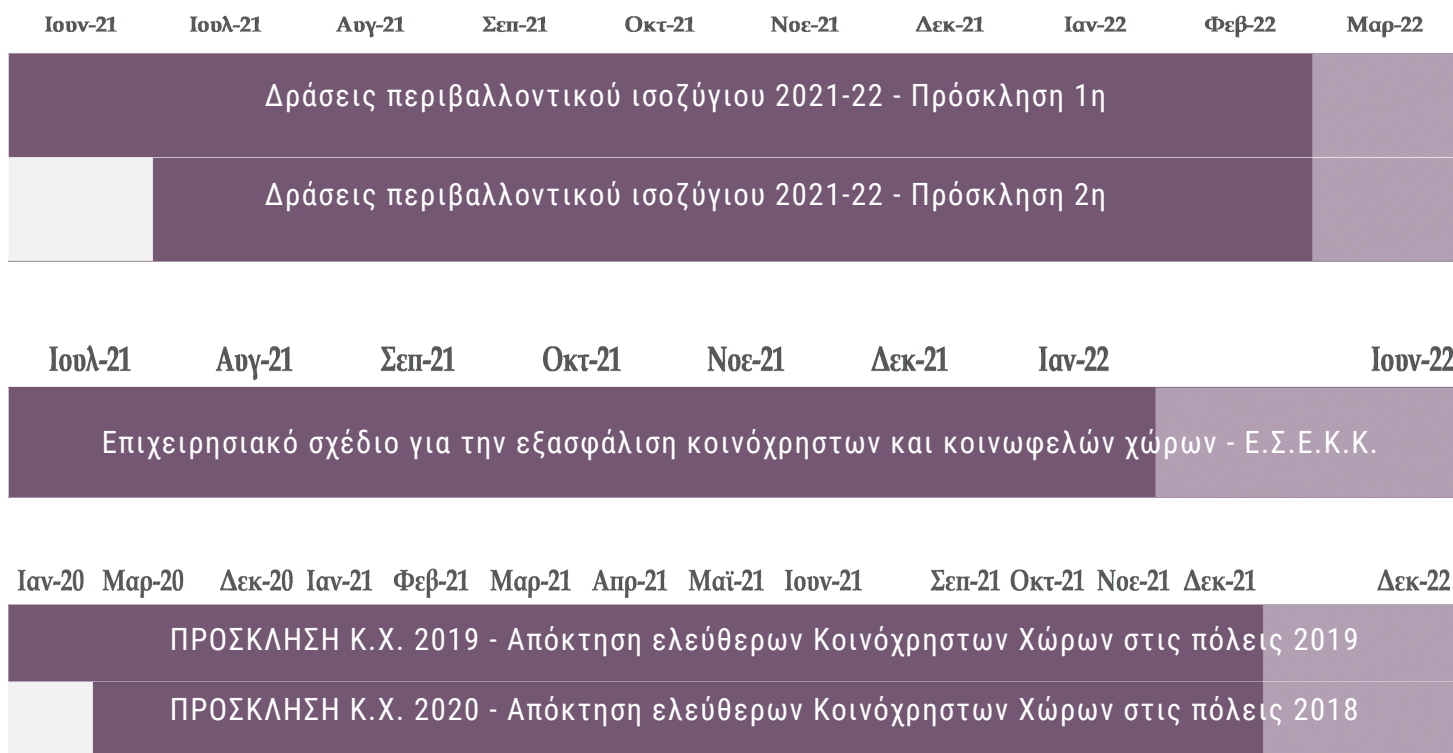 Ιουν-21 Ιουλ-21 Αυγ-21 Σεπ-21 Οκτ-21 Νοε-21 Δεκ-21 Ιαν-22 Φεβ-22 Μαρ-22
Δράσεις περιβαλλοντικού ισοζύγιου 2021-22 - Πρόσκληση 1η
Δράσεις περιβαλλοντικού ισοζύγιου 2021-22 - Πρόσκληση 2η
Ιουλ-21 Αυγ-21 Σεπ-21 Οκτ-21 Νοε-21 Δεκ-21 Ιαν-22 Ιουν-22
Επιχειρησιακό σχέδιο για την εξασφάλιση κοινόχρηστων και κοινωφελών χώρων - Ε.Σ.Ε.Κ.Κ.
Ιαν-20 Μαρ-20 Δεκ-20 Ιαν-21 Φεβ-21 Μαρ-21 Απρ-21 Μαϊ-21 Ιουν-21 Σεπ-21 Οκτ-21 Νοε-21 Δεκ-21 Δεκ-22
ΠΡΟΣΚΛΗΣΗ Κ.Χ. 2019 - Απόκτηση ελεύθερων Κοινόχρηστων Χώρων στις πόλεις 2019
ΠΡΟΣΚΛΗΣΗ Κ.Χ. 2020 - Απόκτηση ελεύθερων Κοινόχρηστων Χώρων στις πόλεις 2018